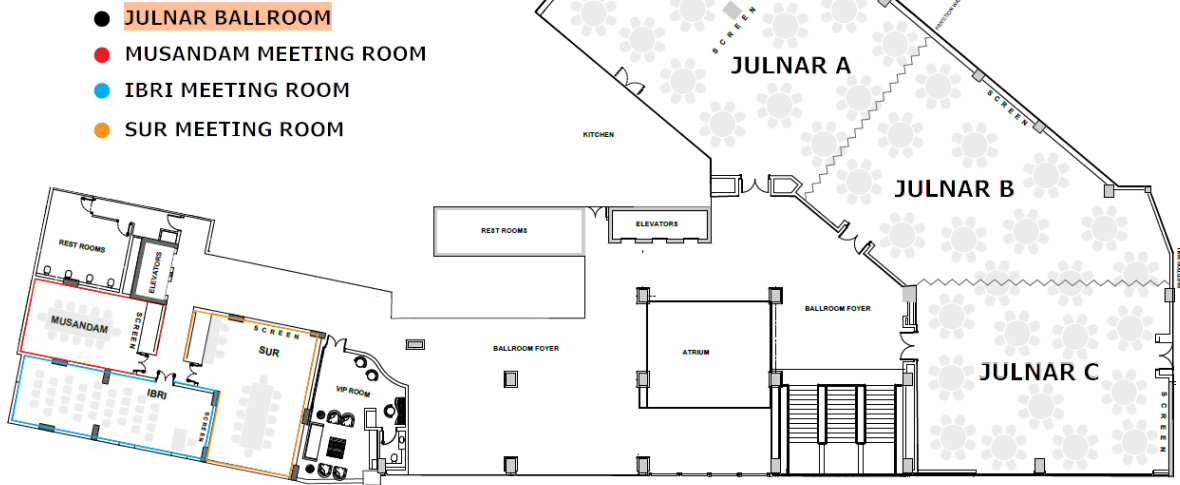 JULNAR BALLROOM
MUSANDAM MEETING ROOM
IBRI MEETING ROOM
SUR MEETING ROOM
SCREEN
JULNAR A
SCREEN
KITCHEN
JULNAR B
REST ROOMS
ELEVATORS
REST ROOMS
ELEVATORS
MUSANDAM
SCREEN
SCREEN
SUR
BALLROOM FOYER
BALLROOM FOYER
ATRIUM
JULNAR C
VIP ROOM
IBRI
SCREEN
SCREEN